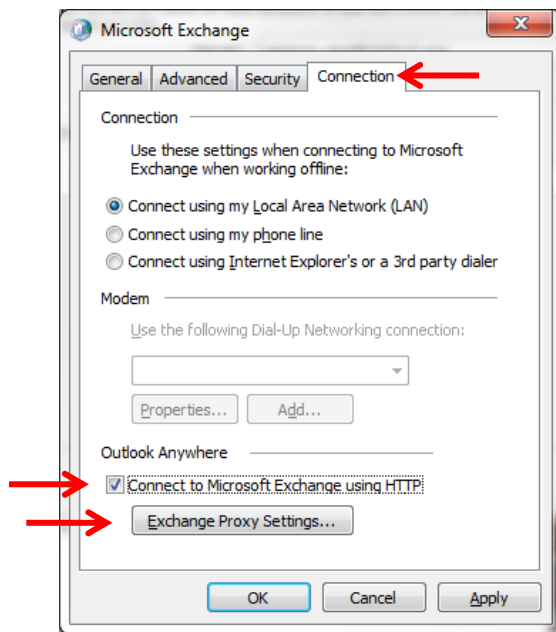 Microsoft Exchange
General Advanced Security Connection
Connection
Use these settings when connecting to Microsoft
Exchange when working offline:
Connect using my Local Area Network (LAN)
Connect using my phone line
Connect using Internet Explorer's or a 3rd party dialer
Modem
Use the following Dial-Up Networking connection:
Properties... Add...
Outlook Anywhere
Connect to Microsoft Exchange using HTTP
Exchange Proxy Settings...
OK Cancel Apply